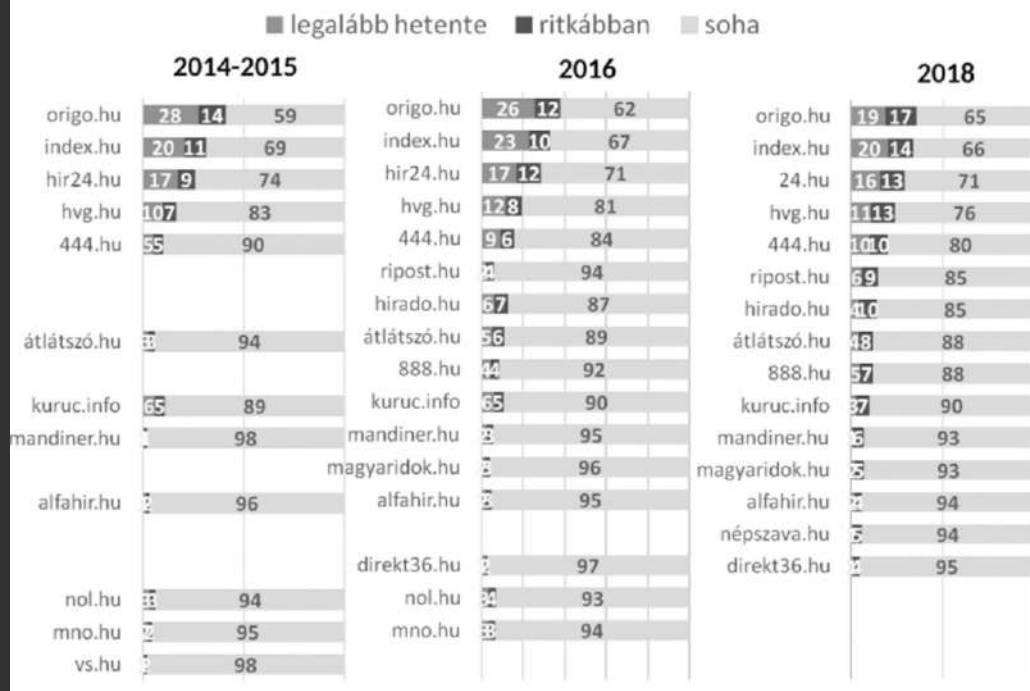 legalább hetente ritkábban soha
2014-2015
origo.hu 28 14 59
index.hu 20 11 69
hir24.hu 17 9 74
hvg.hu 10 7 83
444.hu 5 5 90
átlátszó.hu 94
kuruc.info 6 5 89
mandiner.hu 98
alfahir.hu 96
nol.hu 94
mno.hu 95
vs.hu 98
2016
origo.hu 26 12 62
index.hu 23 10 67
hir24.hu 17 12 71
hvg.hu 12 8 81
444.hu 9 6 84
ripost.hu 94
hirado.hu 6 7 87
átlátszó.hu 5 6 89
888.hu 4 4 92
kuruc.info 6 5 90
mandiner.hu 95
magyaridok.hu 96
alfahir.hu 95
direkt36.hu 97
nol.hu 93
mno.hu 94
2018
origo.hu 19 17 65
index.hu 20 14 66
24.hu 16 13 71
hvg.hu 11 13 76
444.hu 10 10 80
ripost.hu 6 9 85
hirado.hu 4 10 85
átlátszó.hu 4 8 88
888.hu 5 7 88
kuruc.info 3 7 90
mandiner.hu 93
magyaridok.hu 93
alfahir.hu 94
népszava.hu 94
direkt36.hu 95